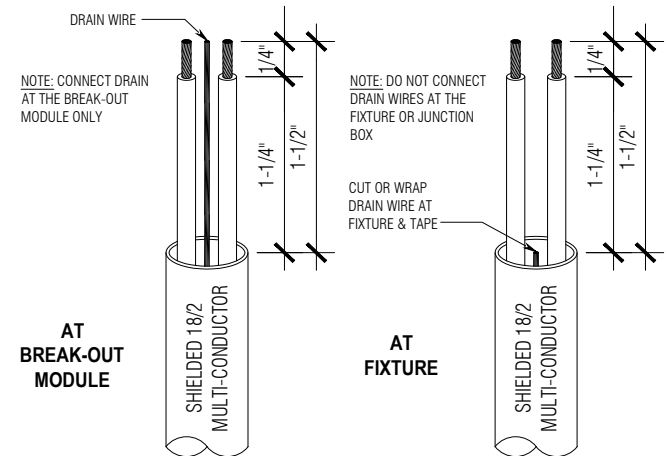 DRAIN WIRE
NOTE: CONNECT DRAIN
AT THE BREAK-OUT
MODULE ONLY
1/4"
1-1/4"
1-1/2"
AT
BREAK-OUT
MODULE
SHIELDED 18/2
MULTI-CONDUCTOR
NOTE: DO NOT CONNECT
DRAIN WIRES AT THE
FIXTURE OR JUNCTION
BOX
CUT OR WRAP
DRAIN WIRE AT
FIXTURE & TAPE
1/4"
1-1/4"
1-1/2"
AT
FIXTURE
SHIELDED 18/2
MULTI-CONDUCTOR